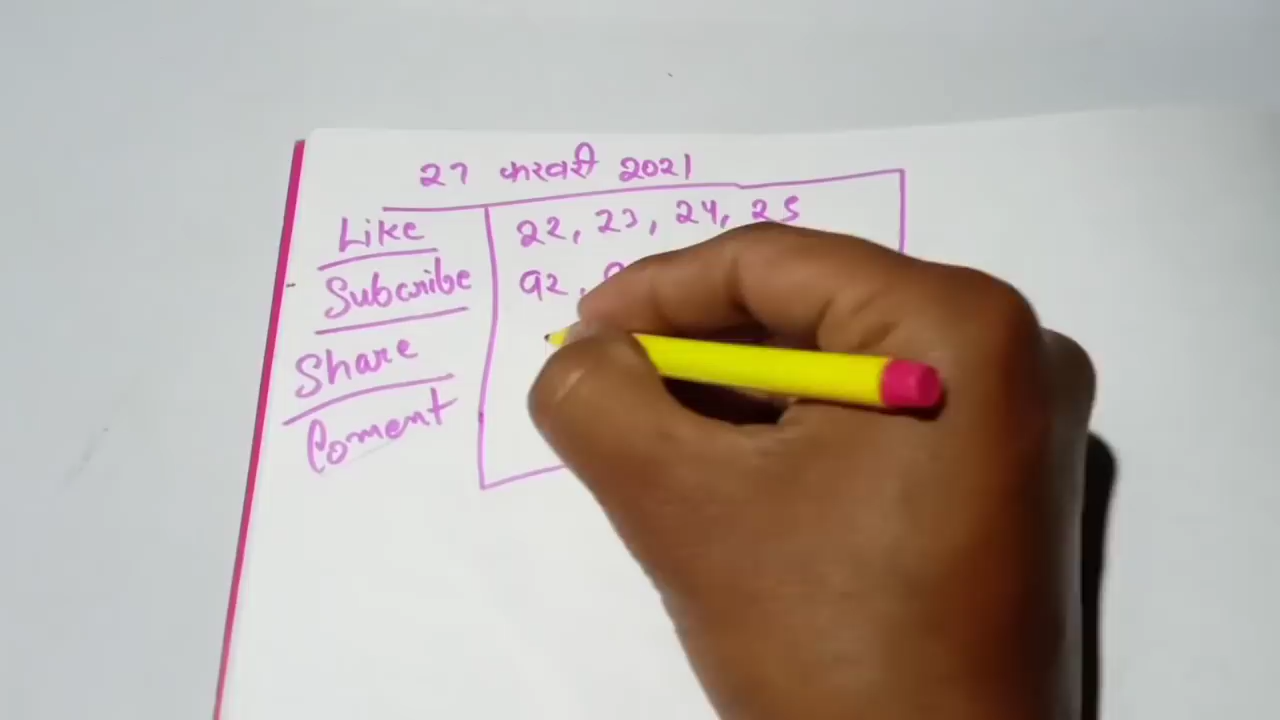 27 फरवरी 2021
Like
Subcribe
Share
Coment
22, 23, 24, 25
92,